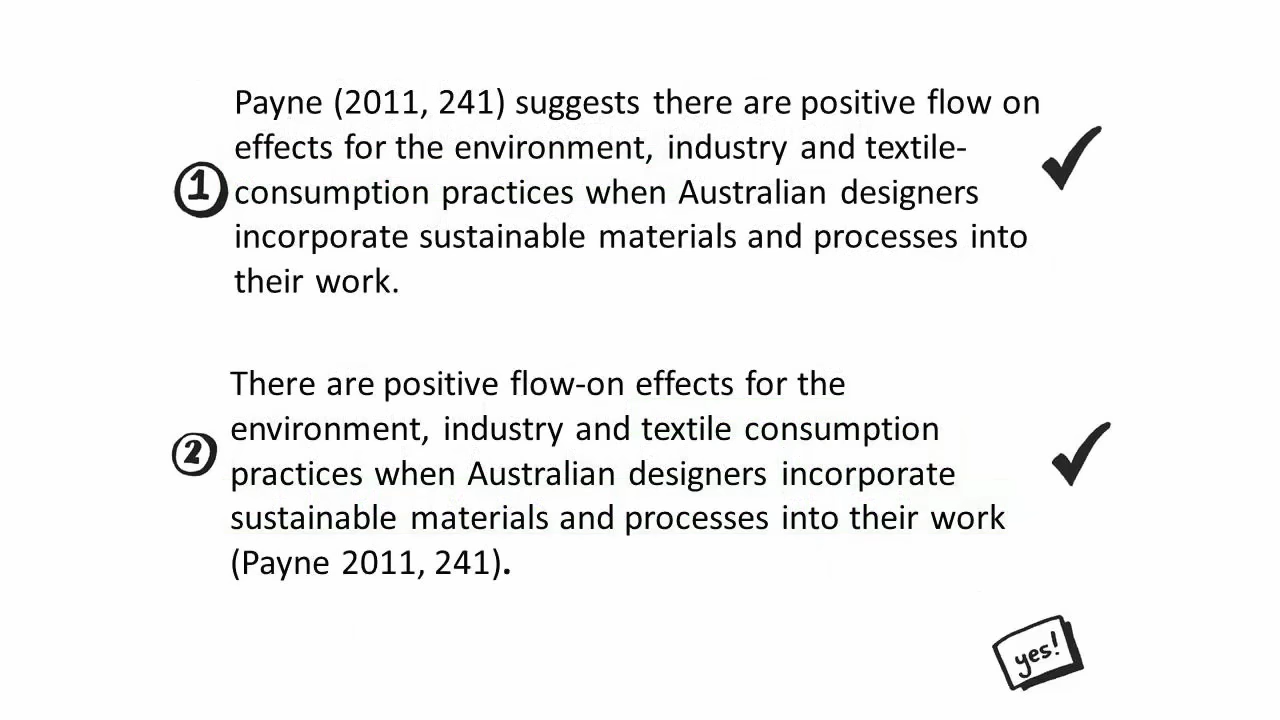 Payne (2011, 241) suggests there are positive flow on
effects for the environment, industry and textile-
1
consumption practices when Australian designers
incorporate sustainable materials and processes into
their work.
There are positive flow-on effects for the
environment, industry and textile consumption
2
practices when Australian designers incorporate
sustainable materials and processes into their work
(Payne 2011, 241).
yes!